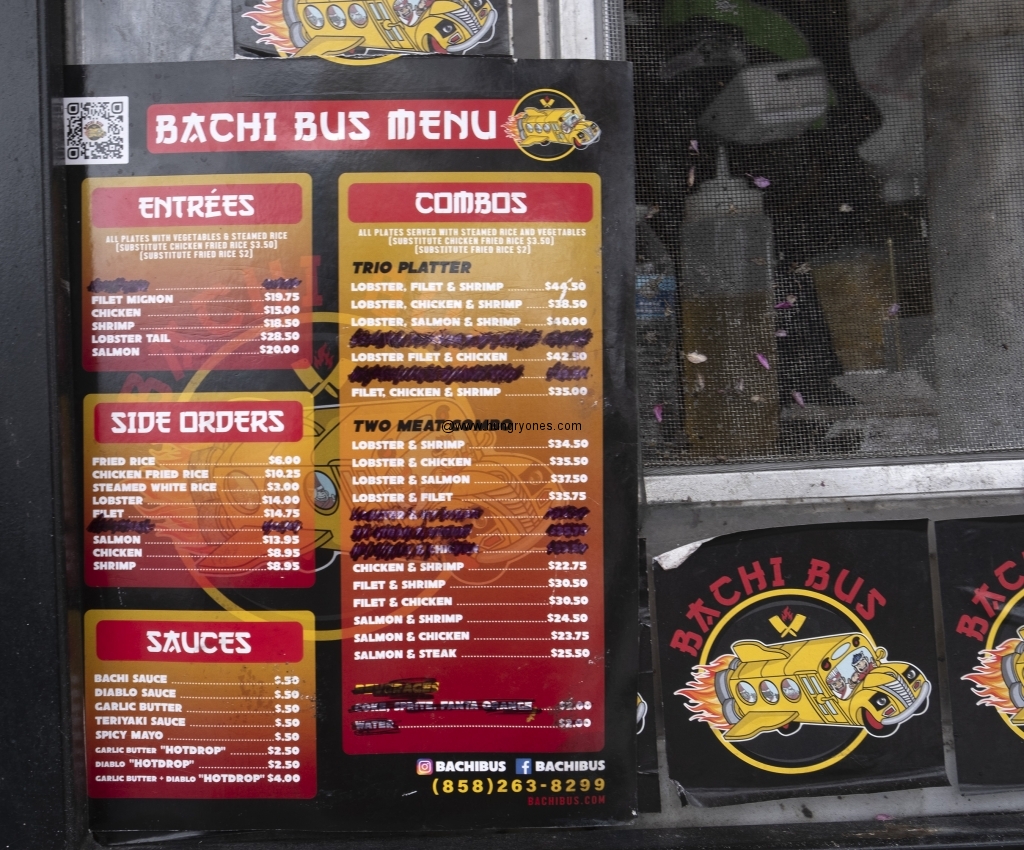 BACHI BUS MENU
ENTRÉES
ALL PLATES WITH VEGETABLES & STEAMED RICE
(SUBSTITUTE CHICKEN FRIED RICE $3.50)
(SUBSTITUTE FRIED RICE $2)
FILET MIGNON $19.75
CHICKEN $15.00
SHRIMP $18.50
LOBSTER TAIL $28.50
SALMON $20.00
SIDE ORDERS
FRIED RICE $6.00
CHICKEN FRIED RICE $10.25
STEAMED WHITE RICE $3.00
LOBSTER $14.00
FILET $14.75
SALMON $13.95
CHICKEN $8.95
SHRIMP $8.95
SAUCES
BACHI SAUCE $.50
DIABLO SAUCE $.50
GARLIC BUTTER $.50
TERIYAKI SAUCE $.50
SPICY MAYO $.50
GARLIC BUTTER "HOTDROP" $2.50
DIABLO "HOTDROP" $2.50
GARLIC BUTTER + DIABLO "HOTDROP" $4.00
COMBOS
ALL PLATES SERVED WITH STEAMED RICE AND VEGETABLES
(SUBSTITUTE CHICKEN FRIED RICE $3.50)
(SUBSTITUTE FRIED RICE $2)
TRIO PLATTER
LOBSTER, FILET & SHRIMP $44.50
LOBSTER, CHICKEN & SHRIMP $38.50
LOBSTER, SALMON & SHRIMP $40.00
LOBSTER FILET & CHICKEN $42.50
FILET, CHICKEN & SHRIMP $35.00
TWO MEAT COMBO
@www.hungryones.com
LOBSTER & SHRIMP $34.50
LOBSTER & CHICKEN $35.50
LOBSTER & SALMON $37.50
LOBSTER & FILET $35.75
CHICKEN & SHRIMP $22.75
FILET & SHRIMP $30.50
FILET & CHICKEN $30.50
SALMON & SHRIMP $24.50
SALMON & CHICKEN $23.75
SALMON & STEAK $25.50
COKE, SPRITE, FANTA ORANGE, $2.00
WATER $2.00
BACHIBUS BACHIBUS
(858)263-8299
BACHIBUS.COM
BACHI BUS
BAC